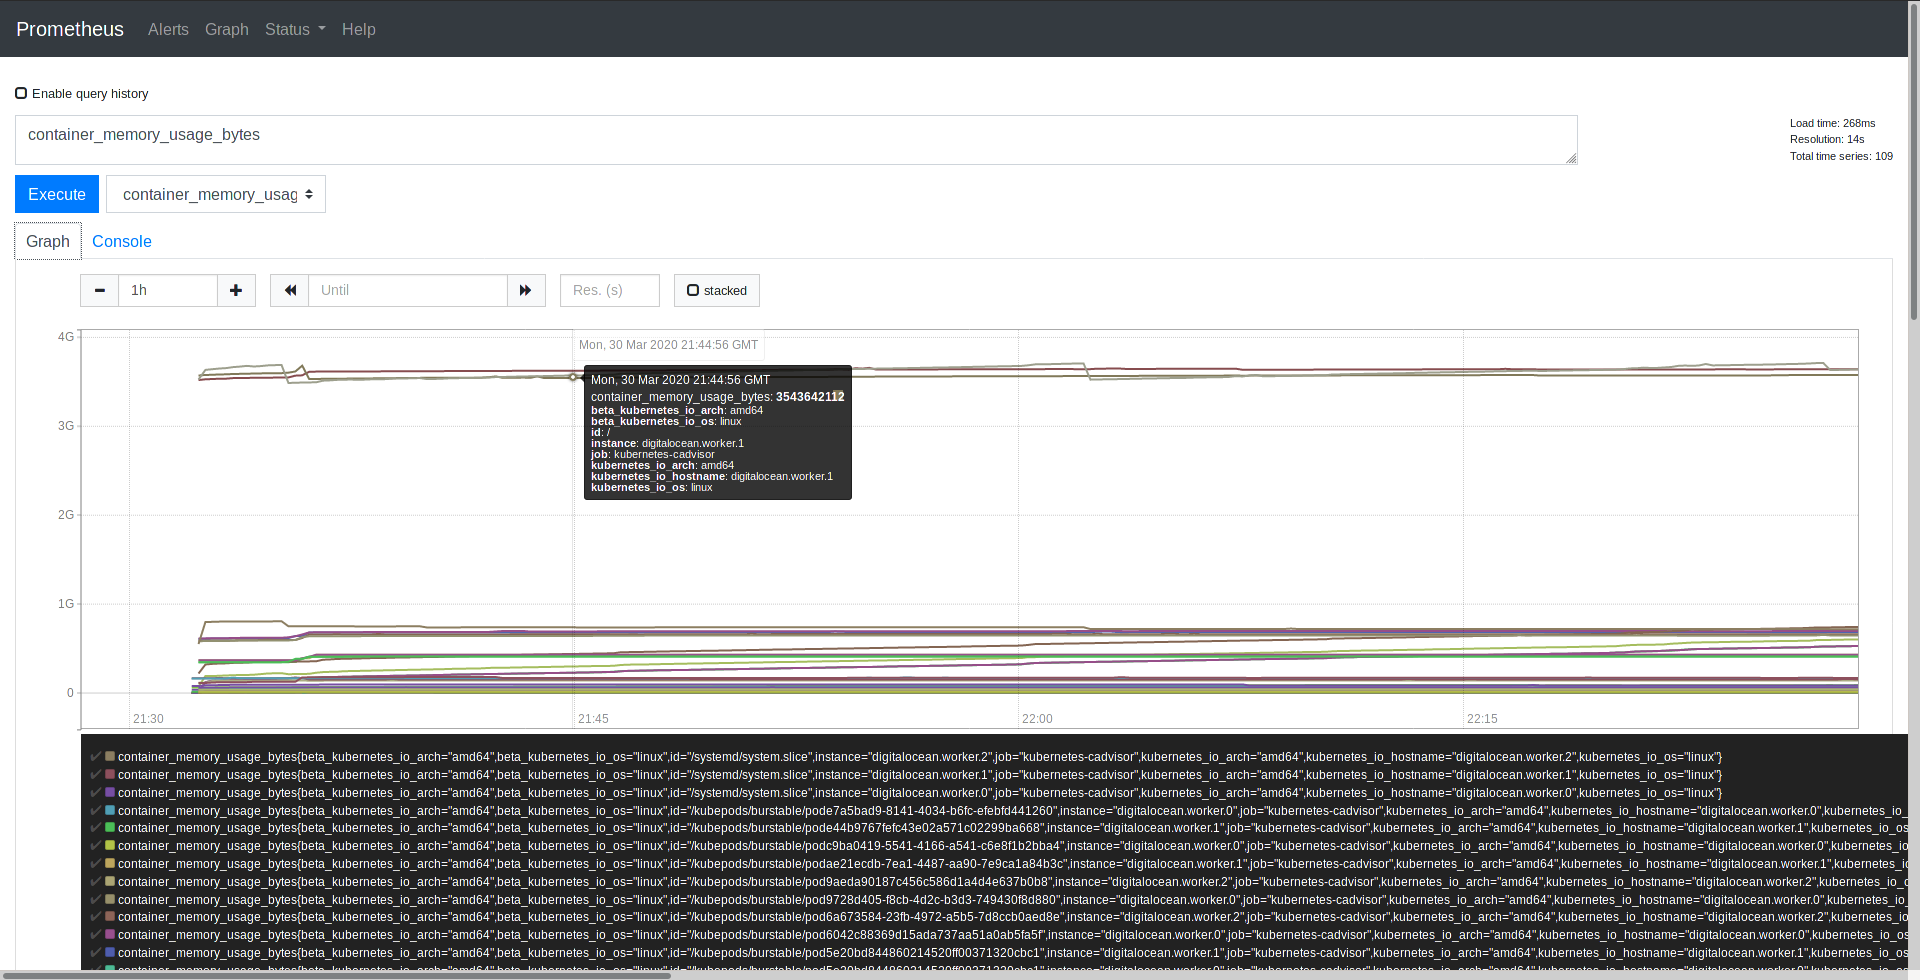 Prometheus Alerts Graph Status Help
Enable query history
container_memory_usage_bytes
Load time: 268ms
Resolution: 14s
Total time series: 109
Execute container_memory_usag
Graph Console
1h Until Res. (s) stacked
4G
3G
2G
1G
0
Mon, 30 Mar 2020 21:44:56 GMT
Mon, 30 Mar 2020 21:44:56 GMT
container_memory_usage_bytes: 3543642112
beta_kubernetes_io_arch: amd64
beta_kubernetes_io_os: linux
id: /
instance: digitalocean.worker.1
job: kubernetes-cadvisor
kubernetes_io_arch: amd64
kubernetes_io_hostname: digitalocean.worker.1
kubernetes_io_os: linux
21:30 21:45 22:00 22:15
container_memory_usage_bytes{beta_kubernetes_io_arch="amd64",beta_kubernetes_io_os="linux",id="/systemd/system.slice",instance="digitalocean.worker.2",job="kubernetes-cadvisor",kubernetes_io_arch="amd64",kubernetes_io_hostname="digitalocean.worker.2",kubernetes_io_os="linux"}
container_memory_usage_bytes{beta_kubernetes_io_arch="amd64",beta_kubernetes_io_os="linux",id="/systemd/system.slice",instance="digitalocean.worker.1",job="kubernetes-cadvisor",kubernetes_io_arch="amd64",kubernetes_io_hostname="digitalocean.worker.1",kubernetes_io_os="linux"}
container_memory_usage_bytes{beta_kubernetes_io_arch="amd64",beta_kubernetes_io_os="linux",id="/systemd/system.slice",instance="digitalocean.worker.0",job="kubernetes-cadvisor",kubernetes_io_arch="amd64",kubernetes_io_hostname="digitalocean.worker.0",kubernetes_io_os="linux"}
container_memory_usage_bytes{beta_kubernetes_io_arch="amd64",beta_kubernetes_io_os="linux",id="/kubepods/burstable/pode7a5bad9-8141-4034-b6fc-efebfd441260",instance="digitalocean.worker.0",job="kubernetes-cadvisor",kubernetes_io_arch="amd64",kubernetes_io_hostname="digitalocean.worker.0",kubernetes_io
container_memory_usage_bytes{beta_kubernetes_io_arch="amd64",beta_kubernetes_io_os="linux",id="/kubepods/burstable/pode44b9767fefc43e02a571c02299ba668",instance="digitalocean.worker.1",job="kubernetes-cadvisor",kubernetes_io_arch="amd64",kubernetes_io_hostname="digitalocean.worker.1",kubernetes_io_os
container_memory_usage_bytes{beta_kubernetes_io_arch="amd64",beta_kubernetes_io_os="linux",id="/kubepods/burstable/podc9ba0419-5541-4166-a541-c6e8f1b2bba4",instance="digitalocean.worker.0",job="kubernetes-cadvisor",kubernetes_io_arch="amd64",kubernetes_io_hostname="digitalocean.worker.0",kubernetes_io
container_memory_usage_bytes{beta_kubernetes_io_arch="amd64",beta_kubernetes_io_os="linux",id="/kubepods/burstable/podae21ecdb-7ea1-4487-aa90-7e9ca1a84b3c",instance="digitalocean.worker.1",job="kubernetes-cadvisor",kubernetes_io_arch="amd64",kubernetes_io_hostname="digitalocean.worker.1",kubernetes_io
container_memory_usage_bytes{beta_kubernetes_io_arch="amd64",beta_kubernetes_io_os="linux",id="/kubepods/burstable/pod9aeda90187c456c586d1a4d4e637b0b8",instance="digitalocean.worker.2",job="kubernetes-cadvisor",kubernetes_io_arch="amd64",kubernetes_io_hostname="digitalocean.worker.2",kubernetes_io_o
container_memory_usage_bytes{beta_kubernetes_io_arch="amd64",beta_kubernetes_io_os="linux",id="/kubepods/burstable/pod9728d405-f8cb-4d2c-b3d3-749430f8d880",instance="digitalocean.worker.0",job="kubernetes-cadvisor",kubernetes_io_arch="amd64",kubernetes_io_hostname="digitalocean.worker.0",kubernetes_io
container_memory_usage_bytes{beta_kubernetes_io_arch="amd64",beta_kubernetes_io_os="linux",id="/kubepods/burstable/pod6a673584-23fb-4972-a5b5-7d8ccb0aed8e",instance="digitalocean.worker.2",job="kubernetes-cadvisor",kubernetes_io_arch="amd64",kubernetes_io_hostname="digitalocean.worker.2",kubernetes_io
container_memory_usage_bytes{beta_kubernetes_io_arch="amd64",beta_kubernetes_io_os="linux",id="/kubepods/burstable/pod6042c88369d15ada737aa51a0ab5fa5f",instance="digitalocean.worker.0",job="kubernetes-cadvisor",kubernetes_io_arch="amd64",kubernetes_io_hostname="digitalocean.worker.0",kubernetes_io_os
container_memory_usage_bytes{beta_kubernetes_io_arch="amd64",beta_kubernetes_io_os="linux",id="/kubepods/burstable/pod5e20bd844860214520ff00371320cbc1",instance="digitalocean.worker.1",job="kubernetes-cadvisor",kubernetes_io_arch="amd64",kubernetes_io_hostname="digitalocean.worker.1",kubernetes_io_os